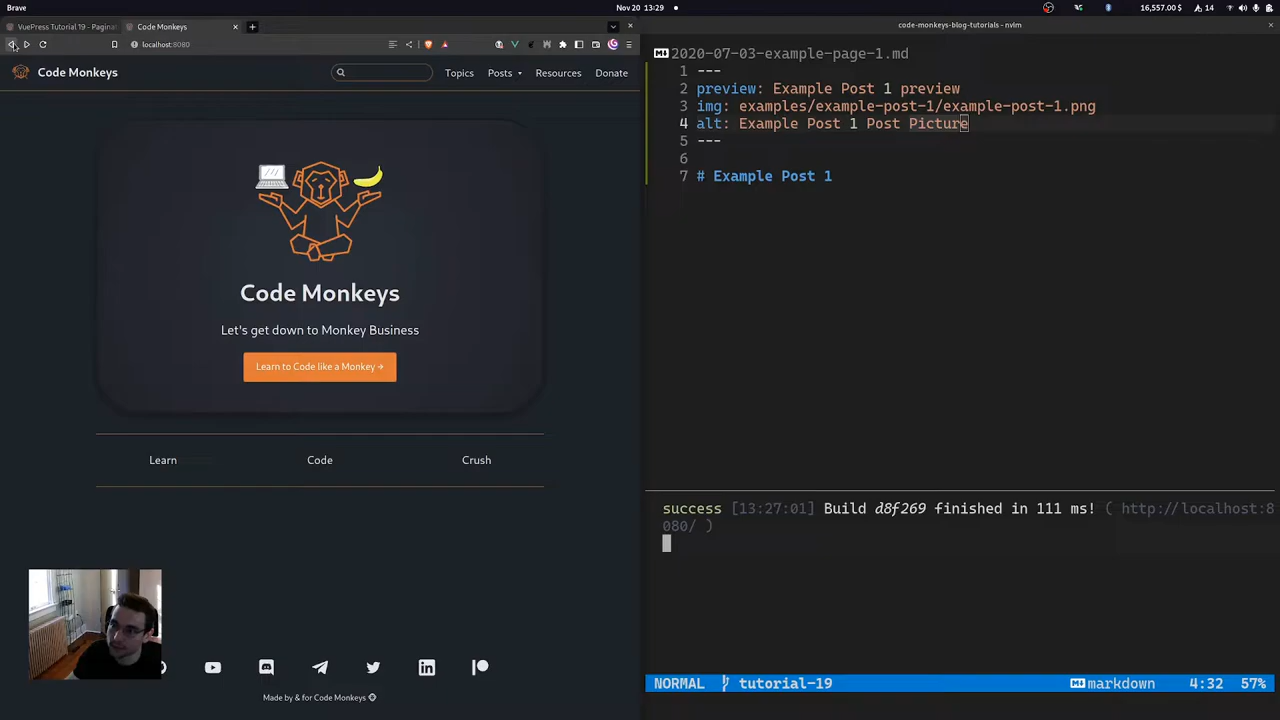 Brave
Nov 20 13:29
16,557.00
14
VuePress Tutorial 19 - Paginat
Code Monkeys
code-monkeys-blog-tutorials - nvim
localhost:8080
Code Monkeys
Topics
Posts
Resources
Donate
Code Monkeys
Let's get down to Monkey Business
Learn to Code like a Monkey →
Learn
Code
Crush
Made by & for Code Monkeys
2020-07-03-example-page-1.md
1 ---
2 preview: Example Post 1 preview
3 img: examples/example-post-1/example-post-1.png
4 alt: Example Post 1 Post Picture
5 ---
6
7 # Example Post 1
success [13:27:01] Build d8f269 finished in 111 ms! ( http://localhost:8
080/ )
NORMAL tutorial-19 markdown 4:32 57%